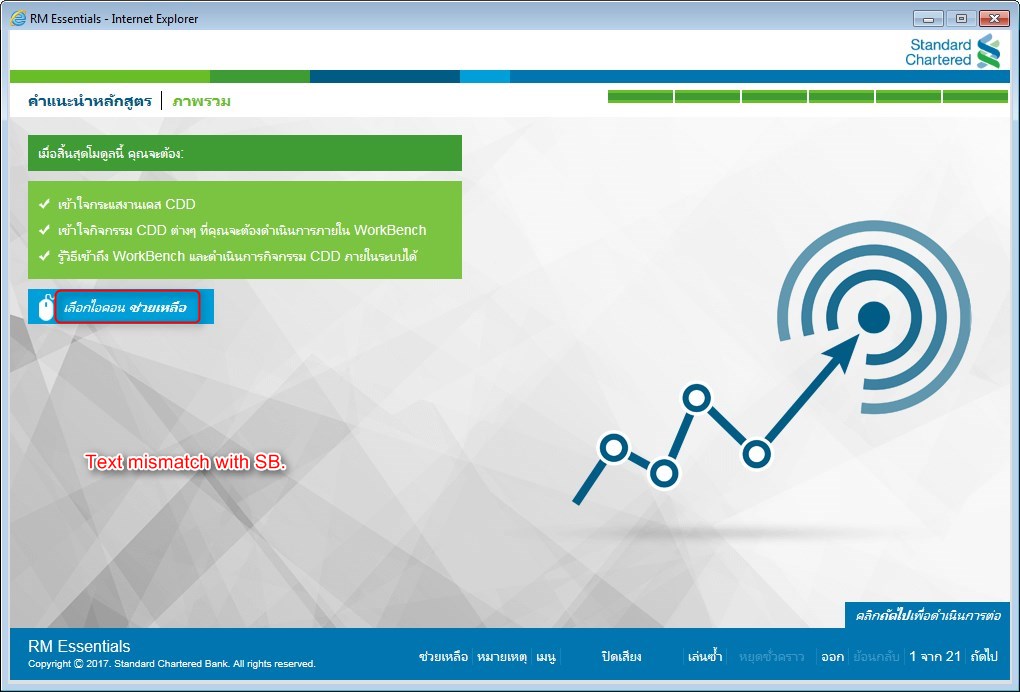 RM Essentials - Internet Explorer
Standard
Chartered
คำแนะนำหลักสูตร | ภาพรวม
เมื่อสิ้นสุดโมดูลนี้ คุณจะต้อง:
เข้าใจกระแสงานเคส CDD
เข้าใจกิจกรรม CDD ต่างๆ ที่คุณจะต้องดำเนินการภายใน WorkBench
รู้วิธีเข้าถึง WorkBench และดำเนินการกิจกรรม CDD ภายในระบบได้
เลือกไอคอน ช่วยเหลือ
Text mismatch with SB.
คลิกถัดไปเพื่อดำเนินการต่อ
RM Essentials
Copyright © 2017. Standard Chartered Bank. All rights reserved.
ช่วยเหลือ หมายเหตุ เมนู ปิดเสียง เล่นซ้ำ หยุดชั่วคราว ออก ย้อนกลับ 1 จาก 21 ถัดไป